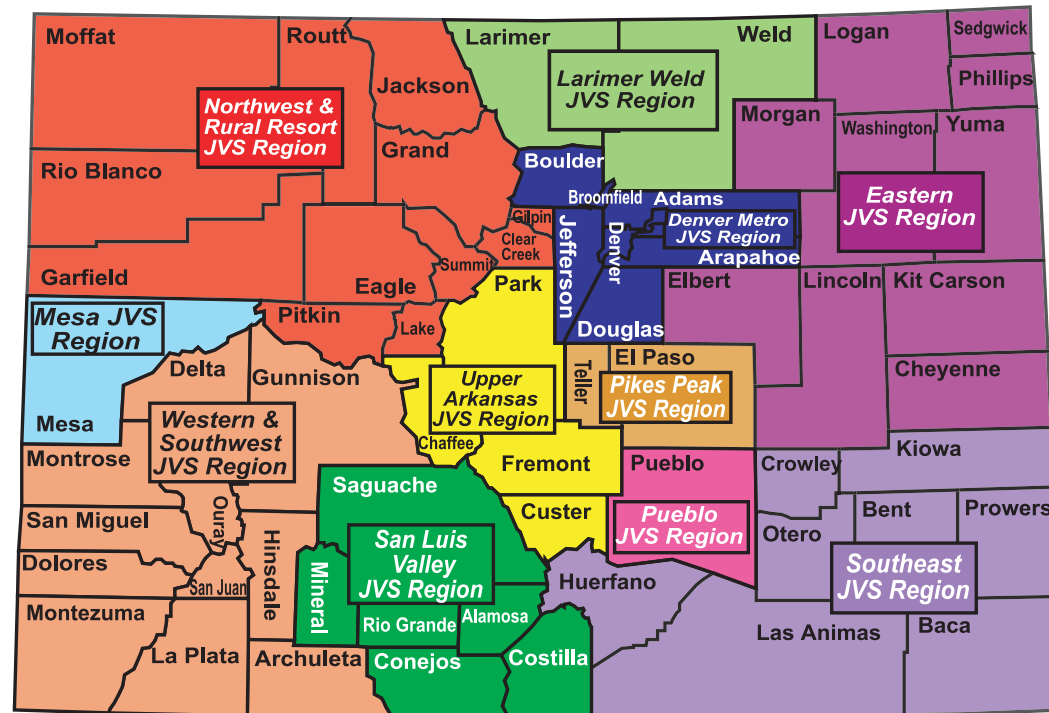 Moffat
Routt
Larimer
Weld
Logan
Sedgwick
Phillips
Jackson
Larimer Weld
JVS Region
Northwest &
Rural Resort
JVS Region
Morgan
Washington
Yuma
Grand
Boulder
Rio Blanco
Broomfield
Adams
Eastern
JVS Region
Gilpin
Jefferson
Denver
Denver Metro
JVS Region
Clear
Creek
Arapahoe
Summit
Garfield
Eagle
Park
Elbert
Lincoln
Kit Carson
Mesa JVS
Region
Pitkin
Lake
Douglas
Delta
Gunnison
Teller
El Paso
Cheyenne
Upper
Arkansas
JVS Region
Pikes Peak
JVS Region
Mesa
Western &
Southwest
JVS Region
Chaffee
Kiowa
Montrose
Fremont
Pueblo
Crowley
Saguache
Ouray
Custer
Bent
Prowers
San Miguel
Pueblo
JVS Region
Otero
Hinsdale
San Luis
Valley
JVS Region
Dolores
Mineral
Huerfano
Southeast
JVS Region
San Juan
Montezuma
Rio Grande
Alamosa
Las Animas
Baca
La Plata
Archuleta
Conejos
Costilla